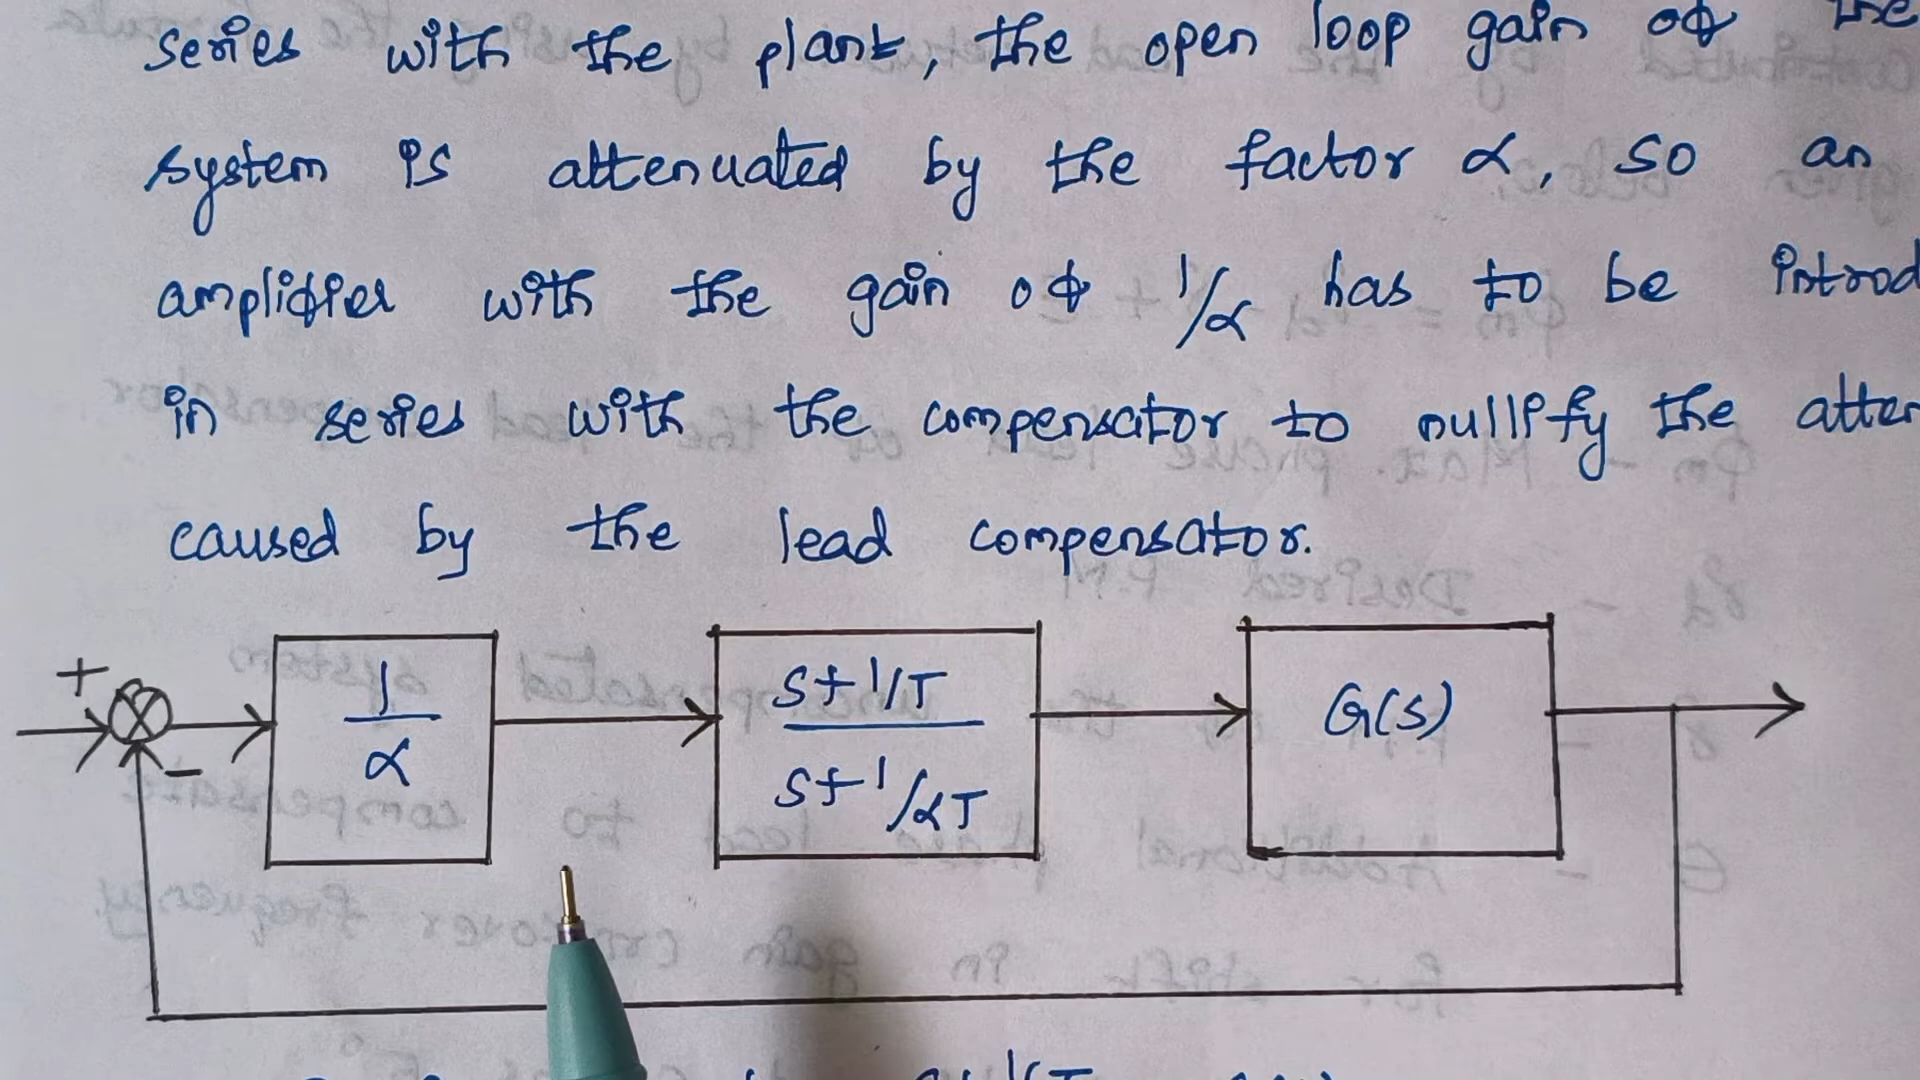 series with the plant, the open loop gain of the
system is attenuated by the factor α, so an
amplifier with the gain of 1/α has to be
in series with the compensator to nullify the
caused by the lead compensator.
+
-
1
α
S+1/T
S+1/αT
G(s)